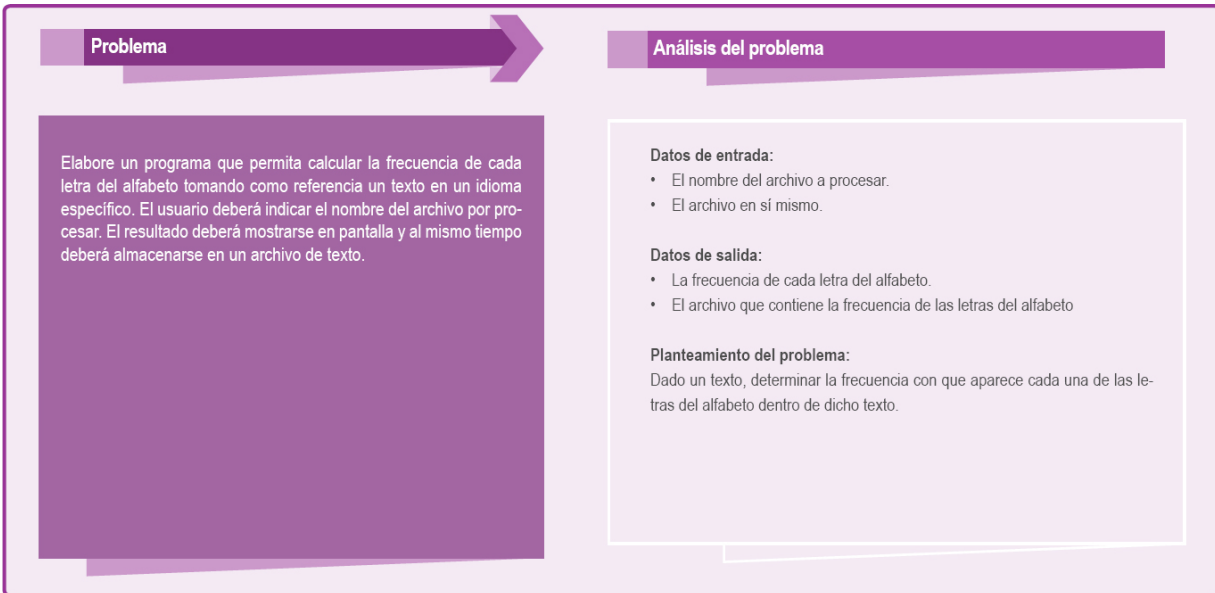 Problema
Elabore un programa que permita calcular la frecuencia de cada
letra del alfabeto tomando como referencia un texto en un idioma
específico. El usuario deberá indicar el nombre del archivo por pro-
cesar. El resultado deberá mostrarse en pantalla y al mismo tiempo
deberá almacenarse en un archivo de texto.
Análisis del problema
Datos de entrada:
• El nombre del archivo a procesar.
• El archivo en sí mismo.
Datos de salida:
• La frecuencia de cada letra del alfabeto.
• El archivo que contiene la frecuencia de las letras del alfabeto
Planteamiento del problema:
Dado un texto, determinar la frecuencia con que aparece cada una de las le-
tras del alfabeto dentro de dicho texto.